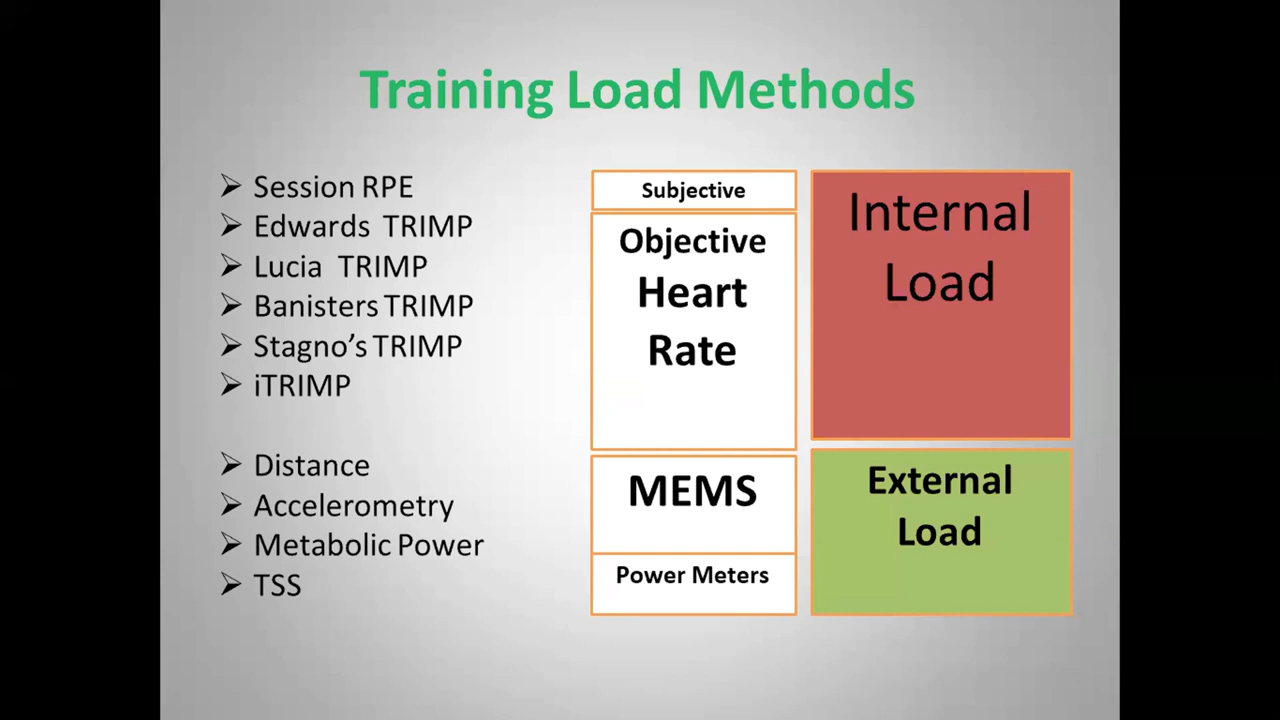 Training Load Methods
Session RPE
Edwards TRIMP
Lucia TRIMP
Banisters TRIMP
Stagno's TRIMP
iTRIMP
Distance
Accelerometry
Metabolic Power
TSS
Subjective
Objective
Heart
Rate
MEMS
Power Meters
Internal
Load
External
Load